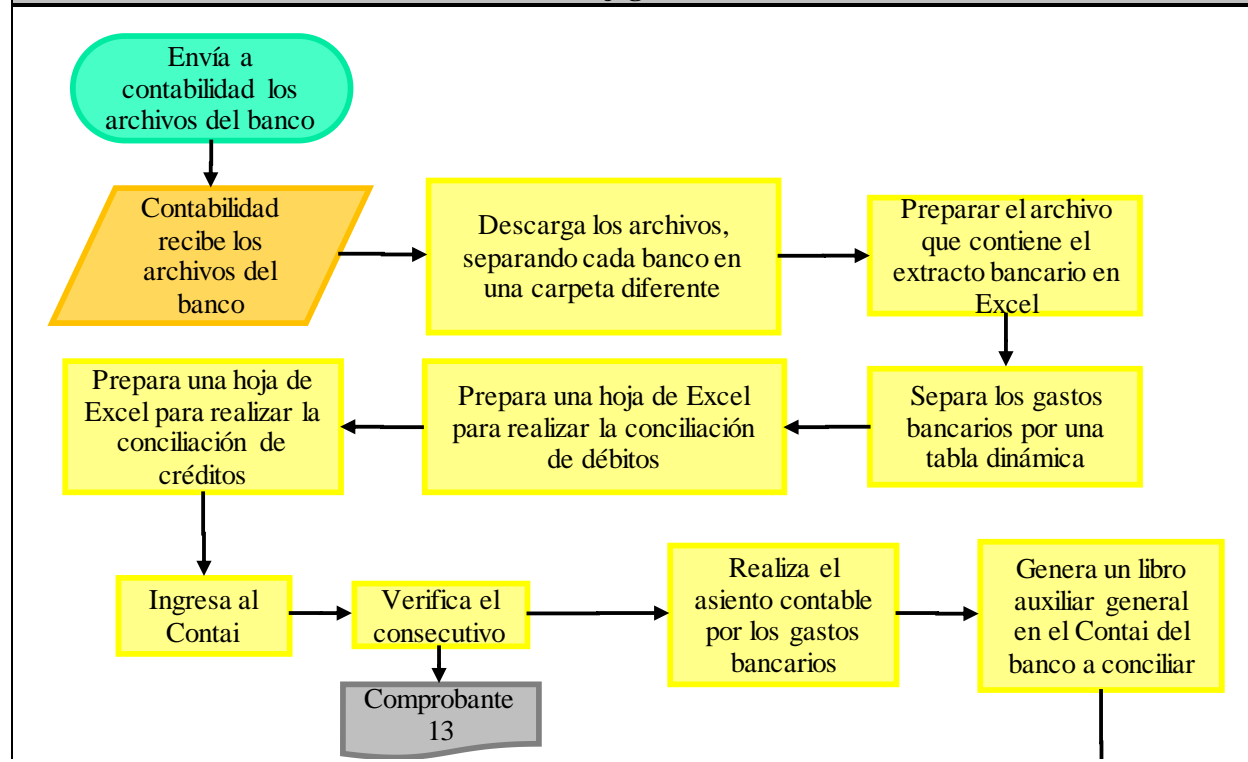 Envía a
contabilidad los
archivos del banco
Contabilidad
recibe los
archivos del
banco
Descarga los archivos,
separando cada banco en
una carpeta diferente
Preparar el archivo
que contiene el
extracto bancario en
Excel
Separa los gastos
bancarios por una
tabla dinámica
Prepara una hoja de Excel
para realizar la conciliación
de débitos
Prepara una hoja de
Excel para realizar la
conciliación de
créditos
Ingresa al
Contai
Verifica el
consecutivo
Comprobante
13
Realiza el
asiento contable
por los gastos
bancarios
Genera un libro
auxiliar general
en el Contai del
banco a conciliar